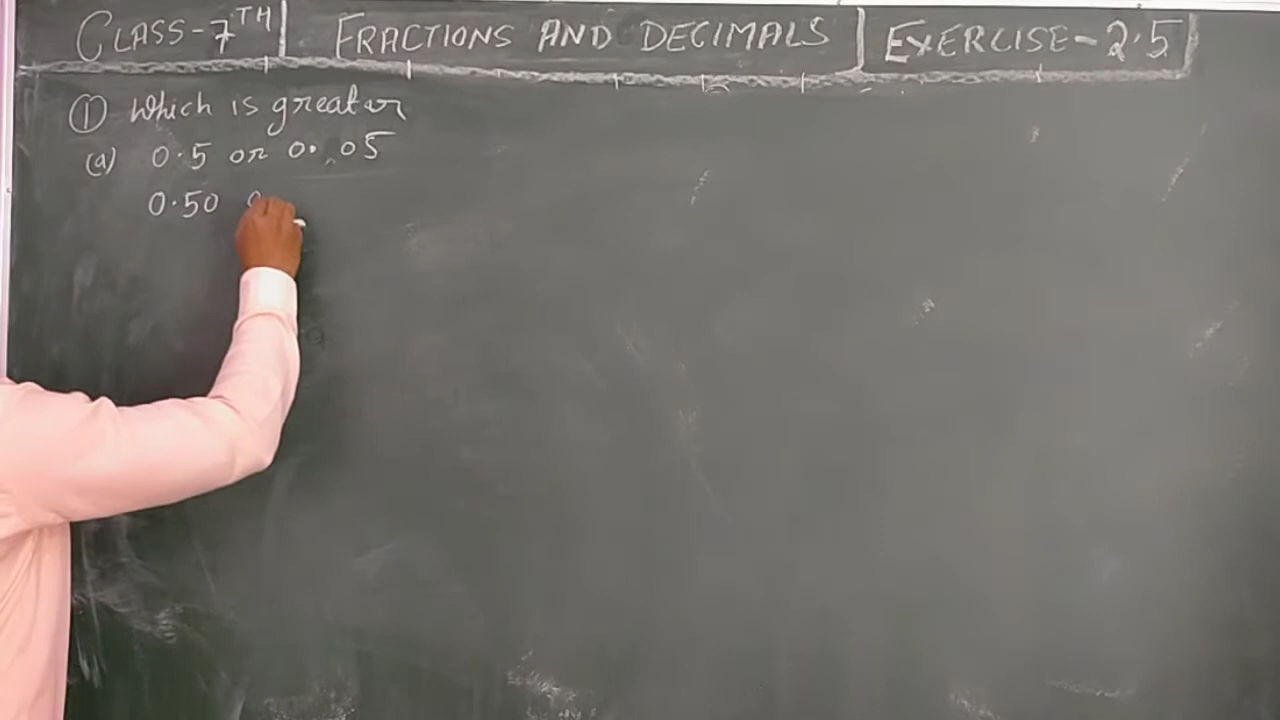 CLASS-7TH FRACTIONS AND DECIMALS EXERCISE-2.5
① Which is greater
(a) 0.5 or 0.05
0.50